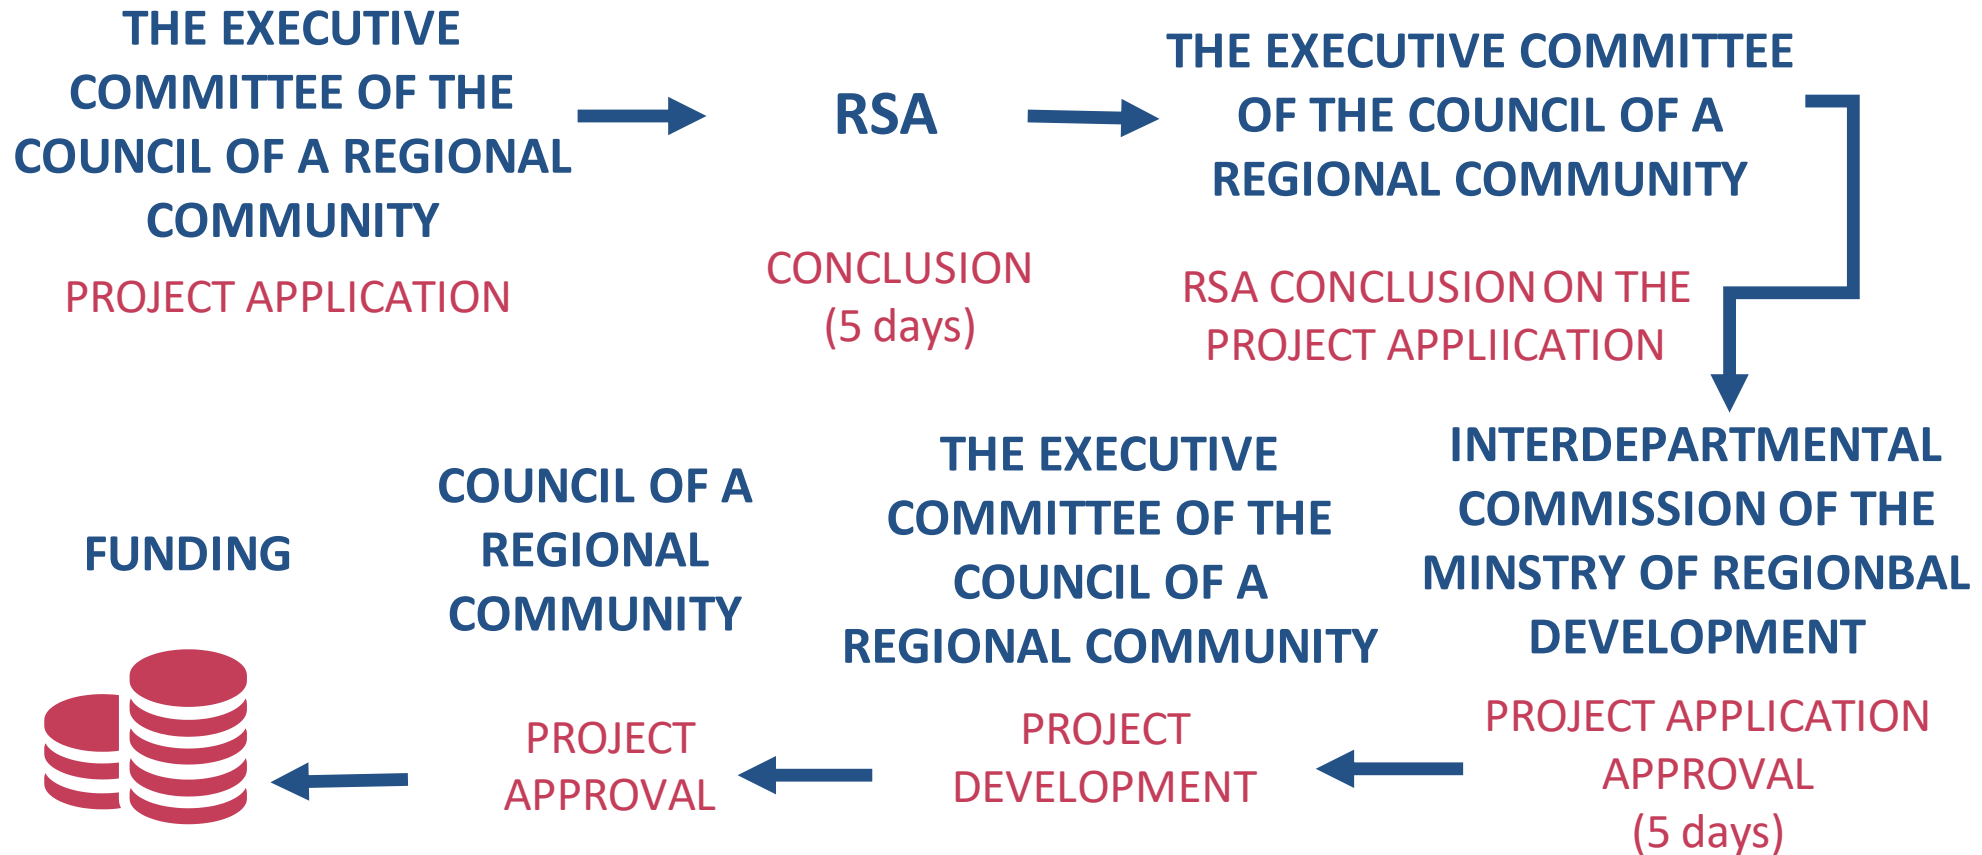 THE EXECUTIVE
COMMITTEE OF THE
COUNCIL OF A REGIONAL
COMMUNITY
PROJECT APPLICATION
RSA
CONCLUSION
(5 days)
THE EXECUTIVE COMMITTEE
OF THE COUNCIL OF A
REGIONAL COMMUNITY
RSA CONCLUSION ON THE
PROJECT APPLIICATION
INTERDEPARTMENTAL
COMMISSION OF THE
MINSTRY OF REGIONBAL
DEVELOPMENT
PROJECT APPLICATION
APPROVAL
(5 days)
THE EXECUTIVE
COMMITTEE OF THE
COUNCIL OF A
REGIONAL COMMUNITY
PROJECT
DEVELOPMENT
COUNCIL OF A
REGIONAL
COMMUNITY
PROJECT
APPROVAL
FUNDING